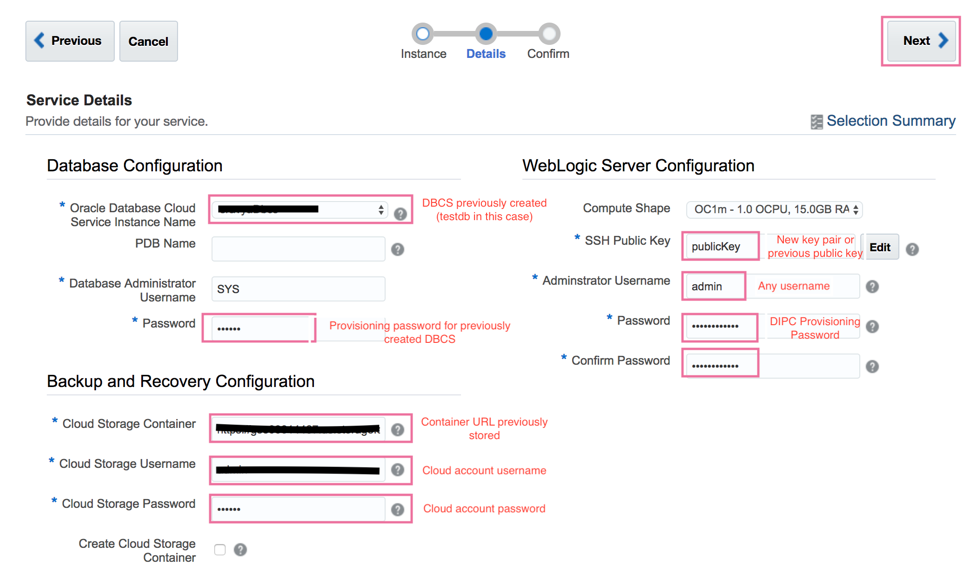 Previous
Cancel
Instance
Details
Confirm
Next
Service Details
Provide details for your service.
Selection Summary
Database Configuration
* Oracle Database Cloud
Service Instance Name
?
DBCS previously created
(testdb in this case)
PDB Name
?
* Database Administrator
Username
SYS
* Password
••••••
Provisioning password for previously
created DBCS
Backup and Recovery Configuration
* Cloud Storage Container
?
Container URL previously
stored
* Cloud Storage Username
?
Cloud account username
* Cloud Storage Password
••••••
?
Cloud account password
Create Cloud Storage
Container
?
WebLogic Server Configuration
Compute Shape
OC1m - 1.0 OCPU, 15.0GB RA
* SSH Public Key
publicKey
New key pair or
previous public key
Edit
?
* Adminstrator Username
admin
Any username
?
* Password
••••••••••••
DIPC Provisioning
Password
?
* Confirm Password
••••••••••••
?